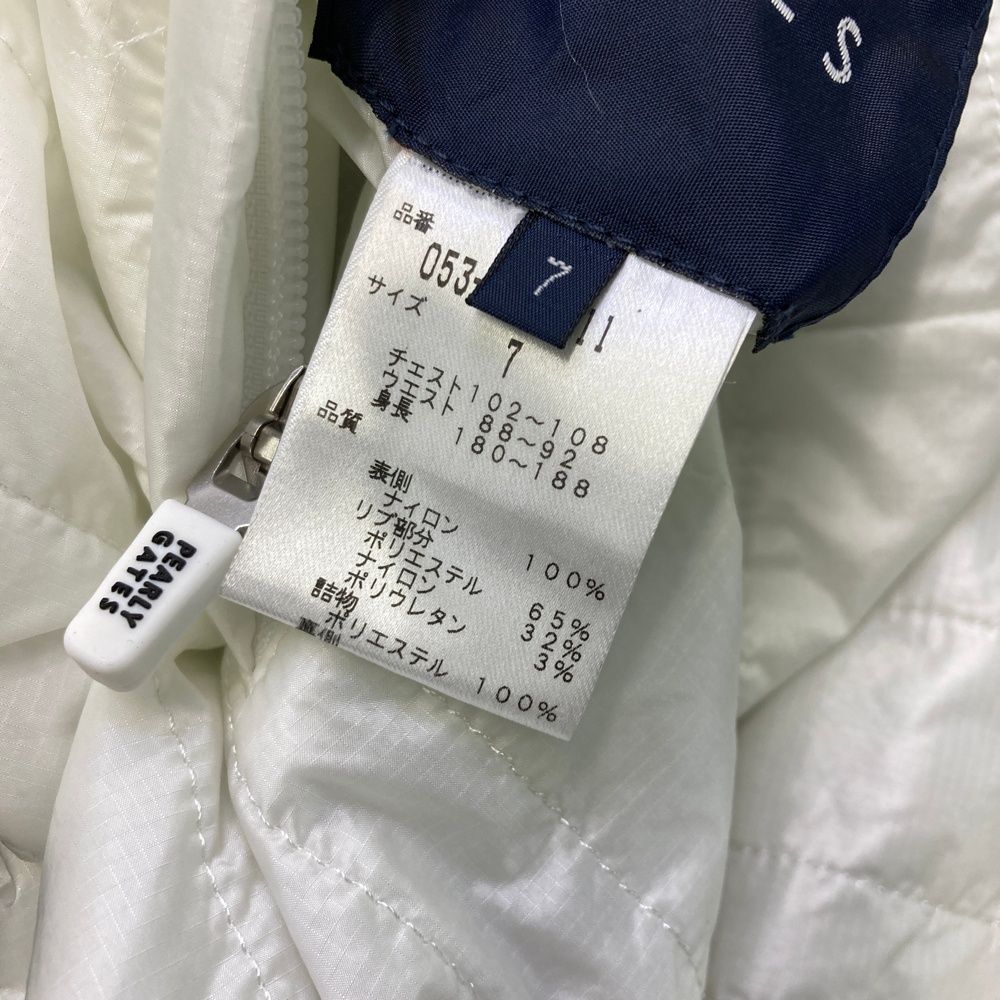 S
品番
053-
7
11
サイズ
7
チェスト102～108
ウエスト 88～92
身長 180～188
品質
表側
ナイロン 100%
リブ部分
ポリエステル 65%
ナイロン 32%
ポリウレタン 3%
詰物
ポリエステル 100%
裏側
PEARLY
GATES